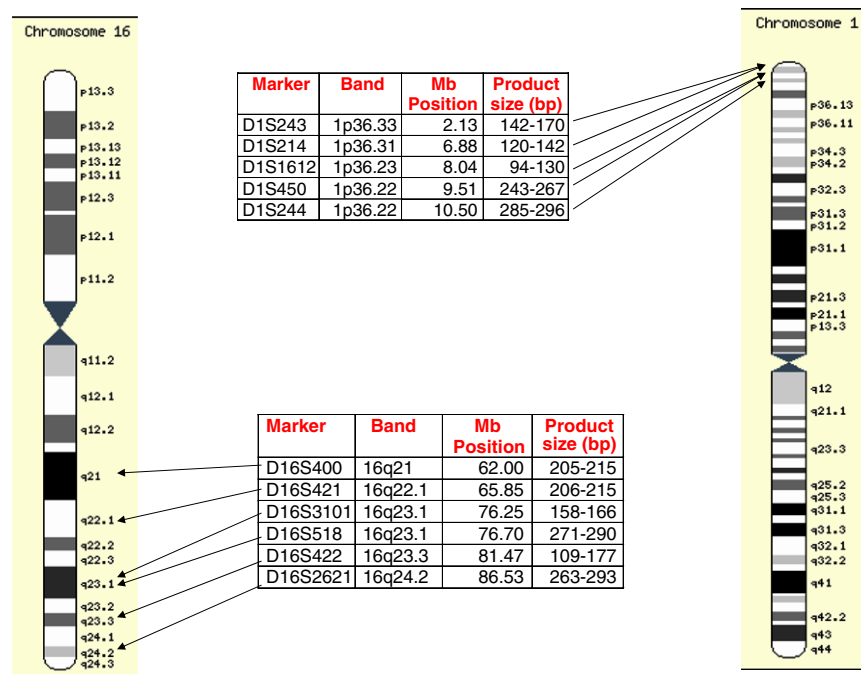 Chromosome 16
p13.3
p13.2
p13.13
p13.12
p13.11
p12.3
p12.1
p11.2
q11.2
q12.1
q12.2
q21
q22.1
q22.2
q22.3
q23.1
q23.2
q23.3
q24.1
q24.2
q24.3
Marker Band Mb Position Product size (bp)
D1S243 1p36.33 2.13 142-170
D1S214 1p36.31 6.88 120-142
D1S1612 1p36.23 8.04 94-130
D1S450 1p36.22 9.51 243-267
D1S244 1p36.22 10.50 285-296
Marker Band Mb Position Product size (bp)
D16S400 16q21 62.00 205-215
D16S421 16q22.1 65.85 206-215
D16S3101 16q23.1 76.25 158-166
D16S518 16q23.1 76.70 271-290
D16S422 16q23.3 81.47 109-177
D16S2621 16q24.2 86.53 263-293
Chromosome 1
p36.13
p36.11
p34.3
p34.2
p32.3
p31.3
p31.2
p31.1
p21.3
p21.1
p13.3
q12
q21.1
q23.3
q25.2
q25.3
q31.1
q31.3
q32.1
q32.2
q41
q42.2
q43
q44